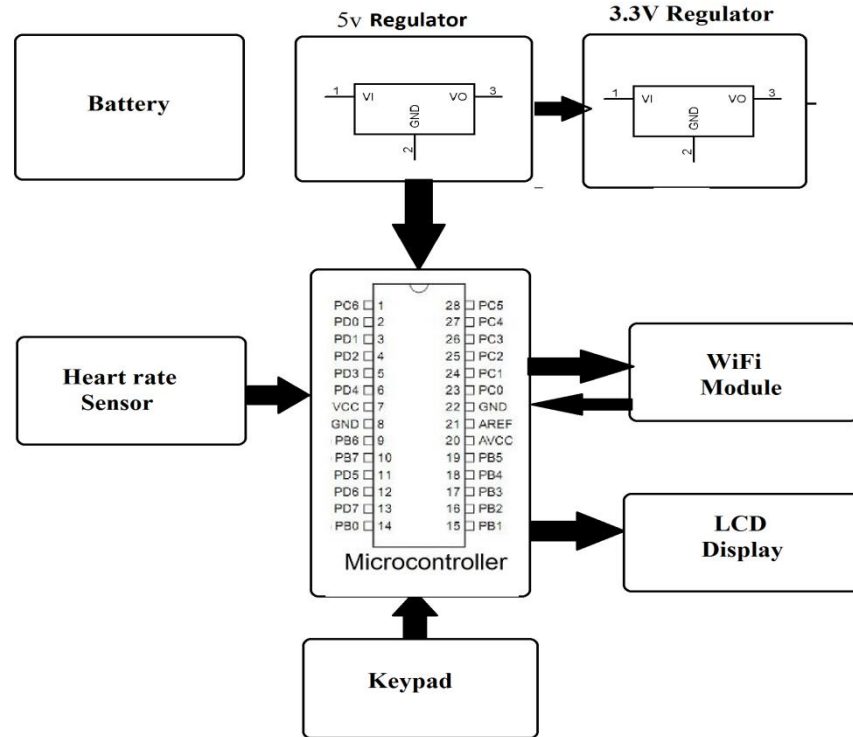 5v Regulator
3.3V Regulator
Battery
1 VI VO 3
GND
2
1 VI VO 3
GND
2
PC6 1 28 PC5
PD0 2 27 PC4
PD1 3 26 PC3
PD2 4 25 PC2
PD3 5 24 PC1
PD4 6 23 PC0
VCC 7 22 GND
GND 8 21 AREF
PB6 9 20 AVCC
PB7 10 19 PB5
PD5 11 18 PB4
PD6 12 17 PB3
PD7 13 16 PB2
PB0 14 15 PB1
Microcontroller
Heart rate
Sensor
WiFi
Module
LCD
Display
Keypad